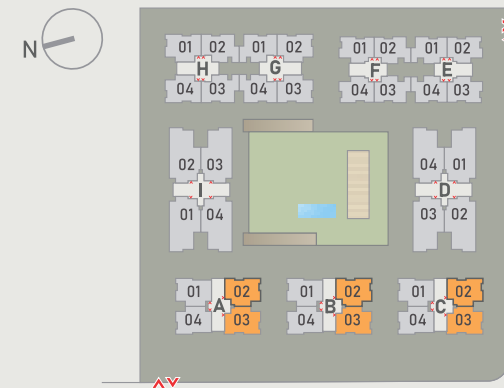 N
01 02 01 02
H G
04 03 04 03
01 02 01 02
F E
04 03 04 03
02 03
I
01 04
04 01
D
03 02
01 02
A
04 03
01 02
B
04 03
01 02
C
04 03